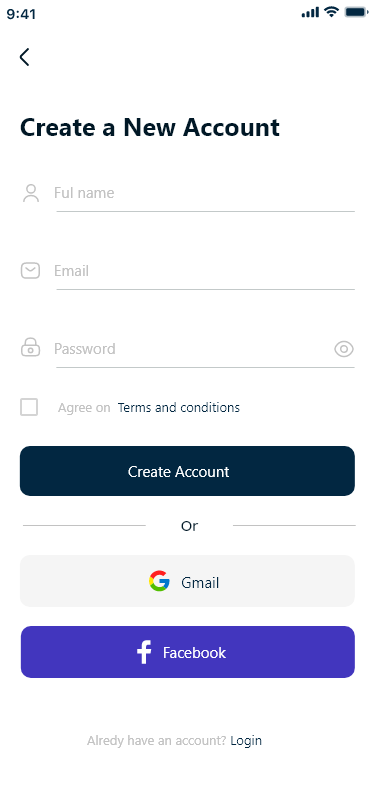 9:41
Create a New Account
Ful name
Email
Password
Agree on Terms and conditions
Create Account
Or
Gmail
Facebook
Alredy have an account? Login